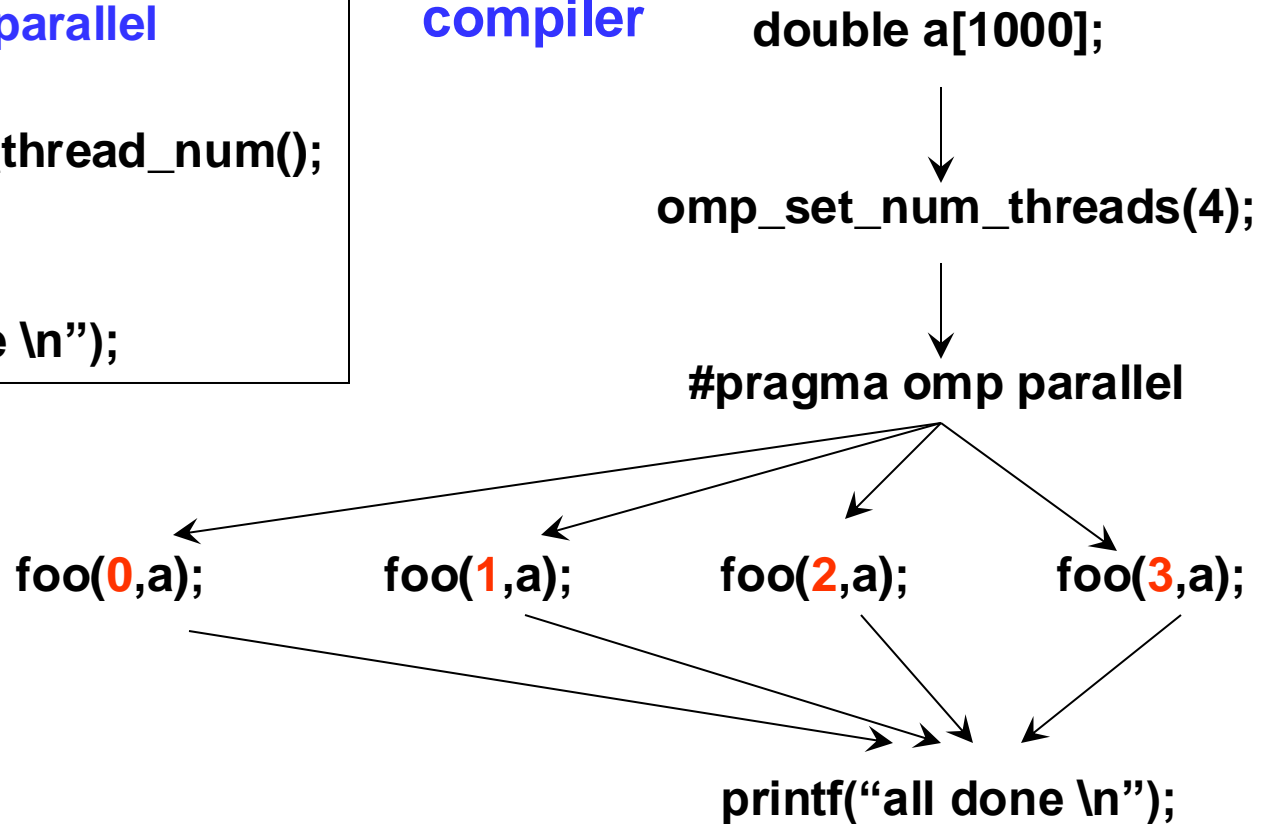 parallel
thread_num();
e \n”);
compiler
double a[1000];
omp_set_num_threads(4);
#pragma omp parallel
foo(0,a); foo(1,a); foo(2,a); foo(3,a);
printf(“all done \n”);